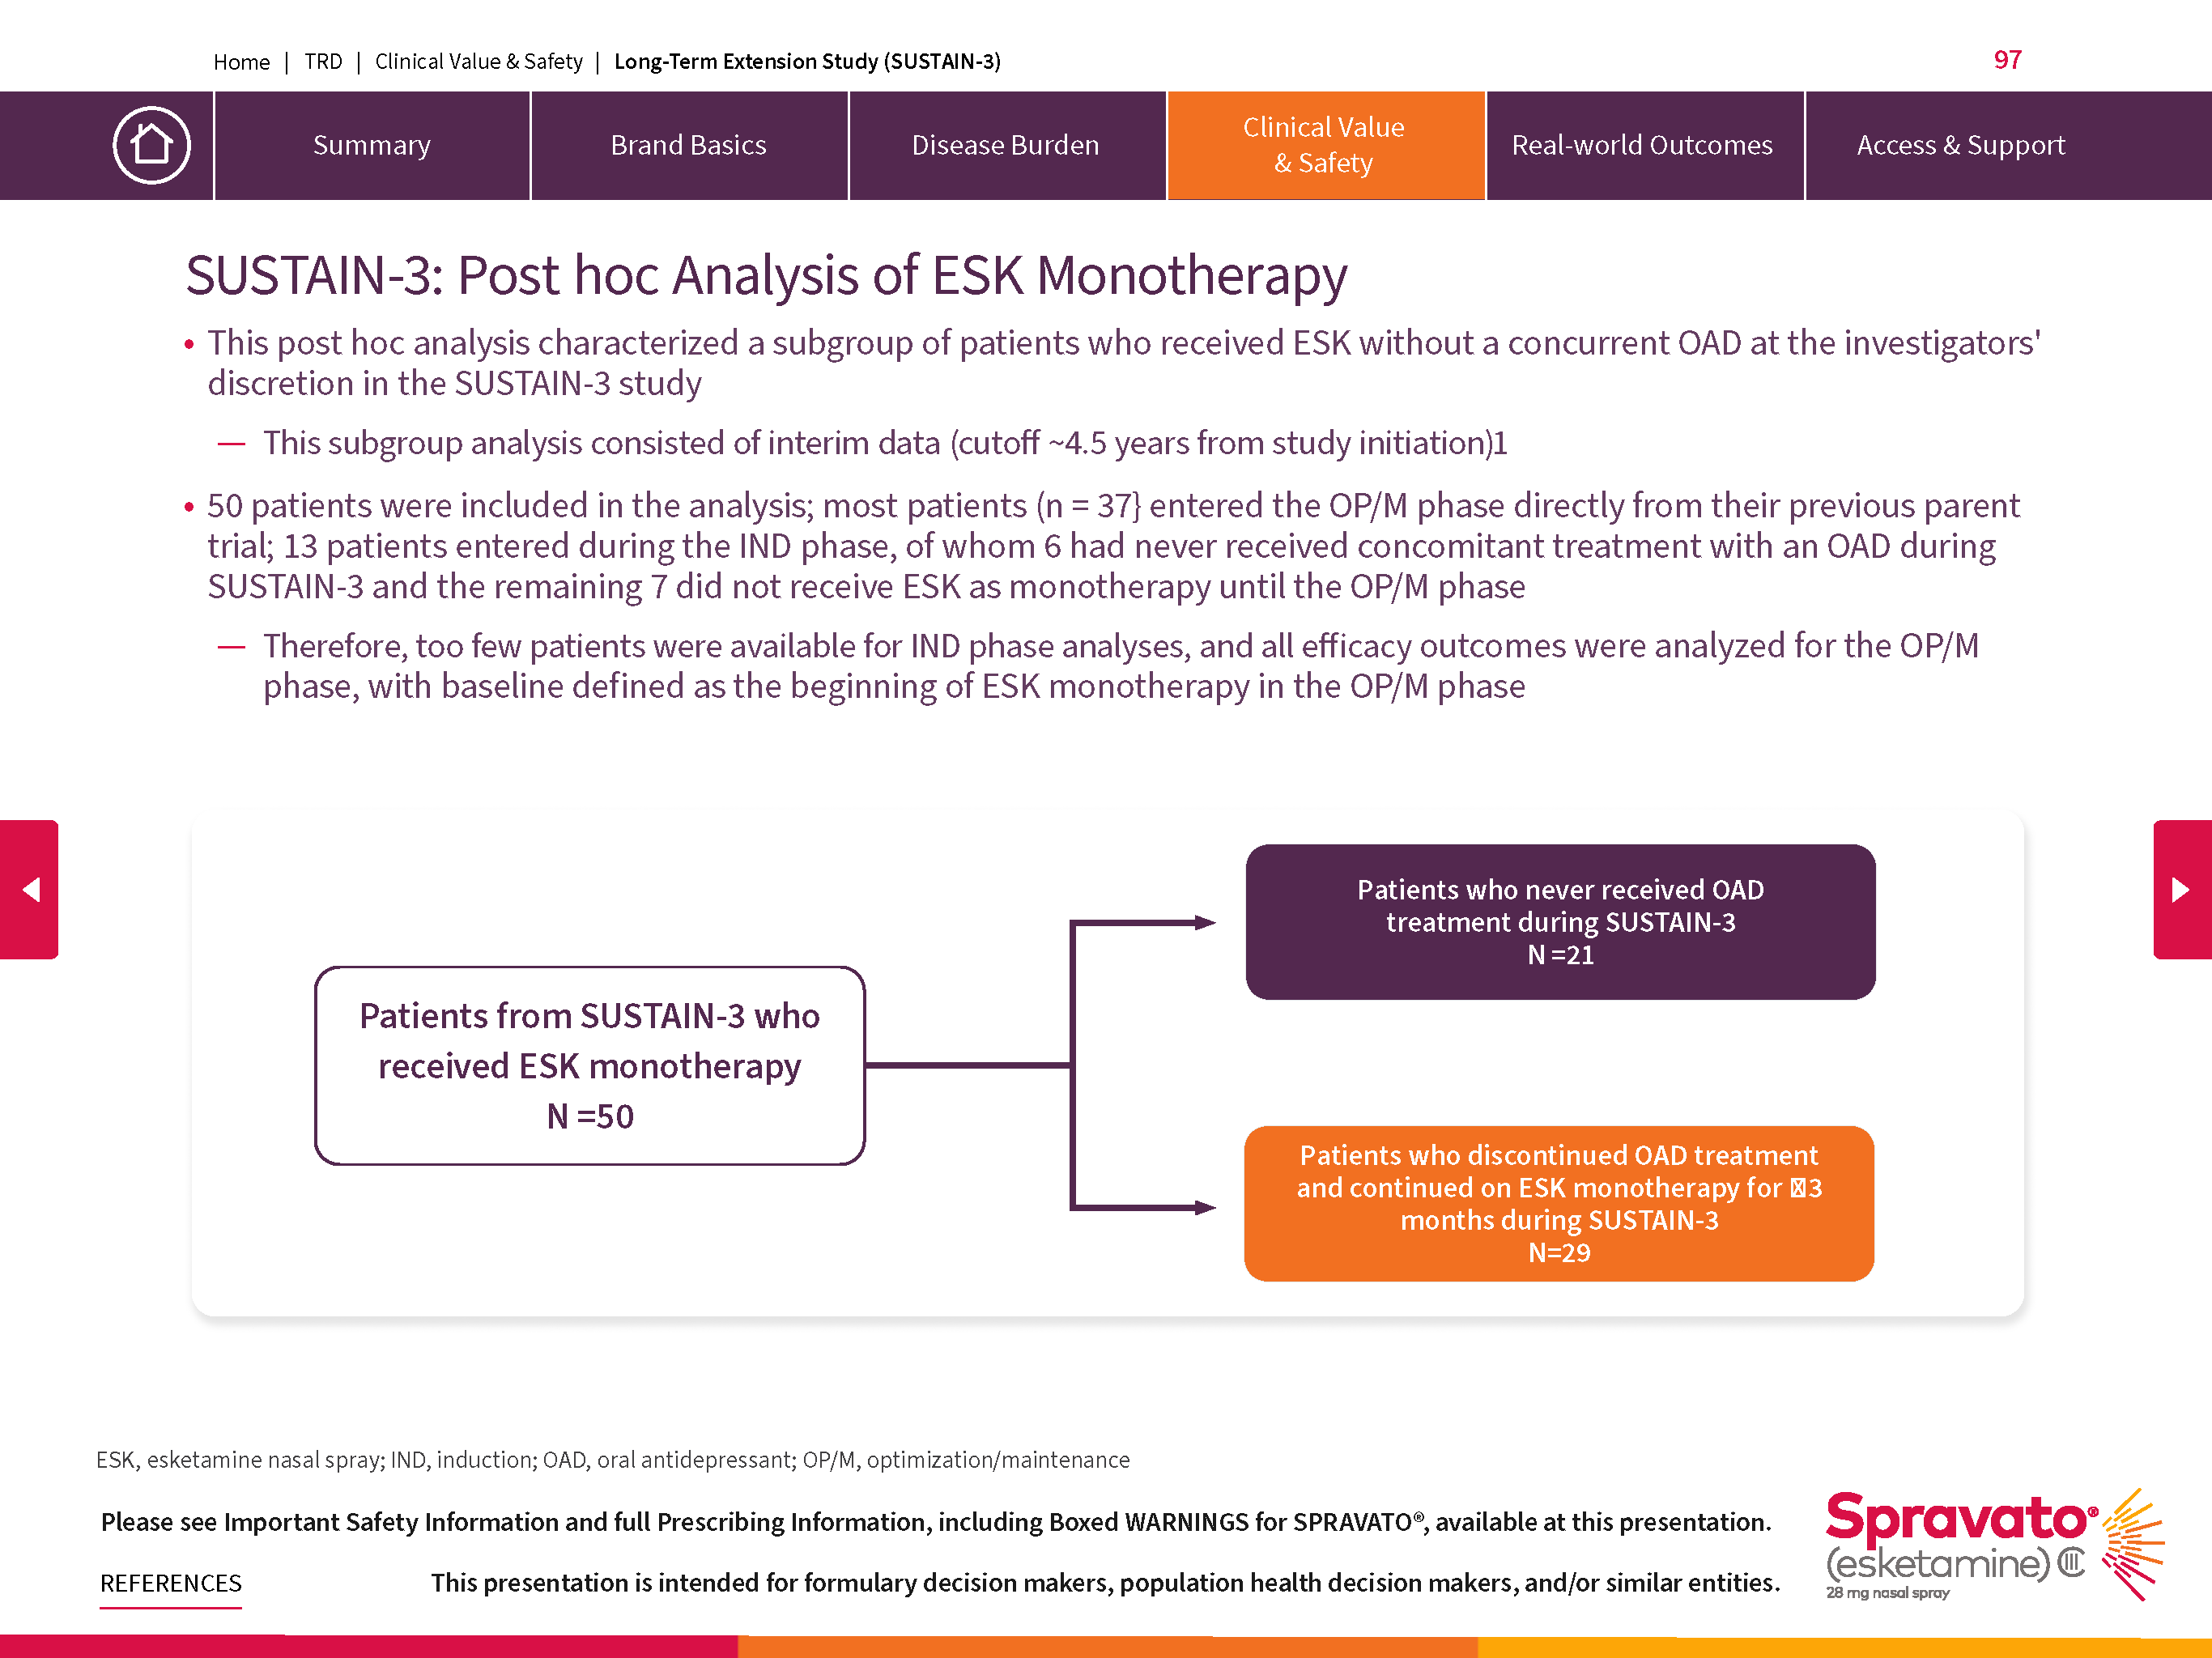 Home | TRD | Clinical Value & Safety | Long-Term Extension Study (SUSTAIN-3)
97
Summary
Brand Basics
Disease Burden
Clinical Value
& Safety
Real-world Outcomes
Access & Support
SUSTAIN-3: Post hoc Analysis of ESK Monotherapy
• This post hoc analysis characterized a subgroup of patients who received ESK without a concurrent OAD at the investigators'
discretion in the SUSTAIN-3 study
— This subgroup analysis consisted of interim data (cutoff ~4.5 years from study initiation)1
• 50 patients were included in the analysis; most patients (n = 37} entered the OP/M phase directly from their previous parent
trial; 13 patients entered during the IND phase, of whom 6 had never received concomitant treatment with an OAD during
SUSTAIN-3 and the remaining 7 did not receive ESK as monotherapy until the OP/M phase
— Therefore, too few patients were available for IND phase analyses, and all efficacy outcomes were analyzed for the OP/M
phase, with baseline defined as the beginning of ESK monotherapy in the OP/M phase
Patients from SUSTAIN-3 who
received ESK monotherapy
N =50
Patients who never received OAD
treatment during SUSTAIN-3
N =21
Patients who discontinued OAD treatment
and continued on ESK monotherapy for 3
months during SUSTAIN-3
N=29
ESK, esketamine nasal spray; IND, induction; OAD, oral antidepressant; OP/M, optimization/maintenance
Please see Important Safety Information and full Prescribing Information, including Boxed WARNINGS for SPRAVATO®, available at this presentation.
REFERENCES
This presentation is intended for formulary decision makers, population health decision makers, and/or similar entities.
Spravato®
(esketamine) CIII
28 mg nasal spray